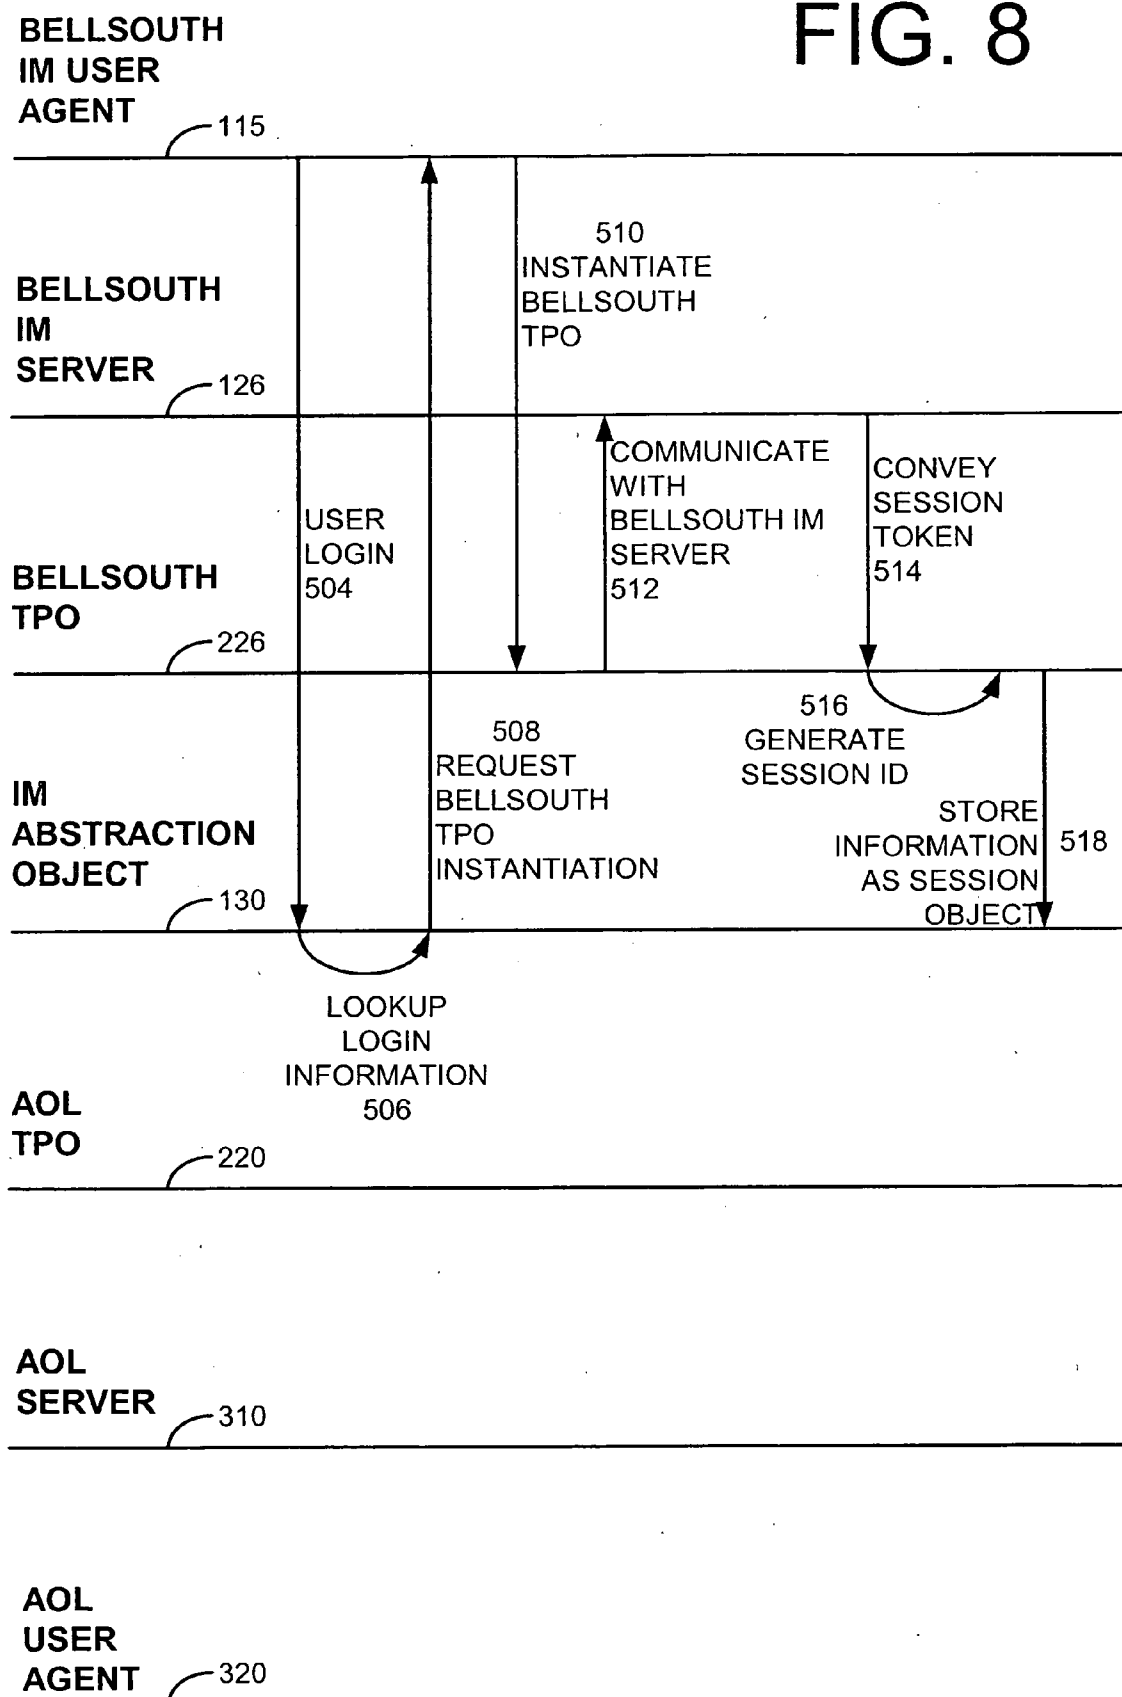 FIG. 8
BELLSOUTH
IM USER
AGENT
115
510
INSTANTIATE
BELLSOUTH
TPO
BELLSOUTH
IM
SERVER
126
COMMUNICATE
WITH
BELLSOUTH IM
SERVER
512
CONVEY
SESSION
TOKEN
514
USER
LOGIN
504
BELLSOUTH
TPO
226
508
REQUEST
BELLSOUTH
TPO
INSTANTIATION
516
GENERATE
SESSION ID
STORE
INFORMATION
AS SESSION
OBJECT
518
IM
ABSTRACTION
OBJECT
130
LOOKUP
LOGIN
INFORMATION
506
AOL
TPO
220
AOL
SERVER
310
AOL
USER
AGENT
320